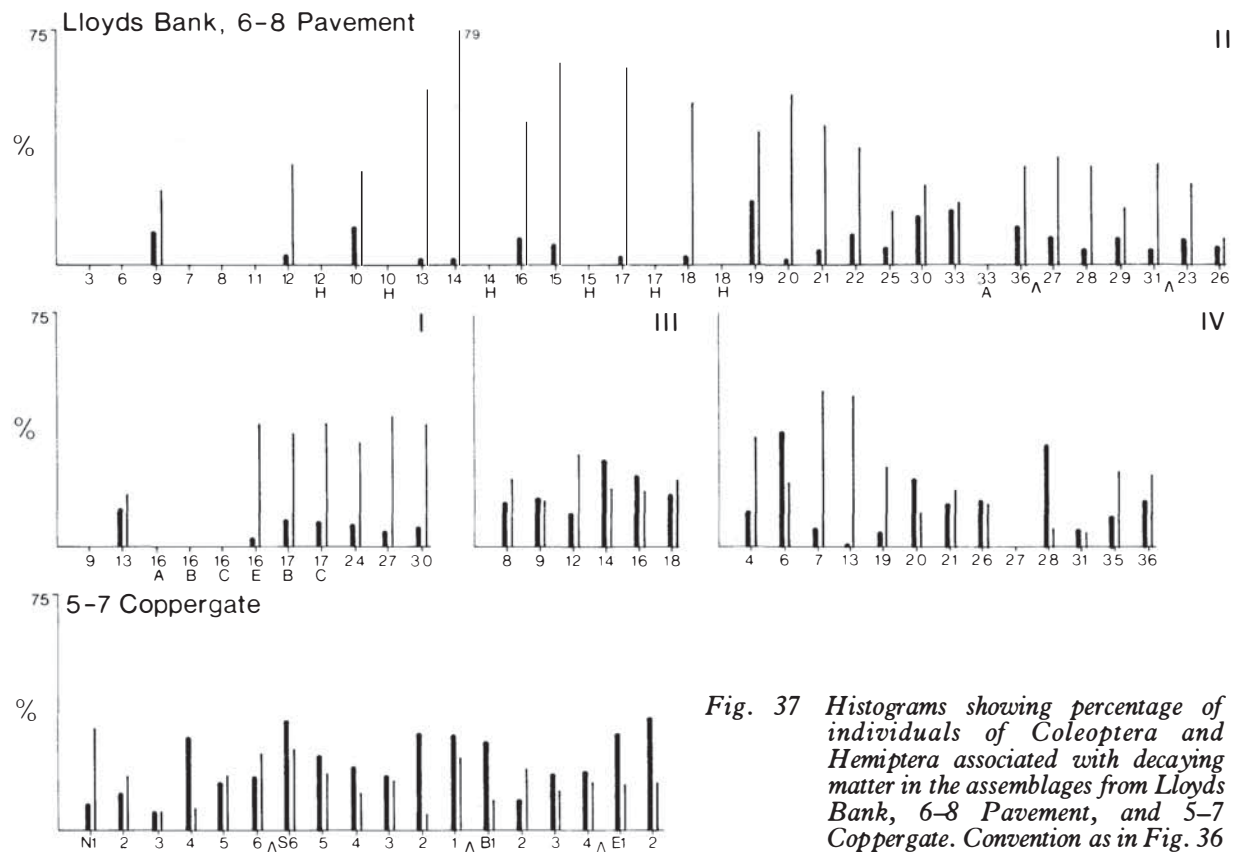 Lloyds Bank, 6-8 Pavement
75
79
II
%
3 6 9 7 8 11 12 12 10 10 13 14 14 16 15 15 17 17 18 18 19 20 21 22 25 30 33 33 36 27 28 29 31 23 26
H H H H H H A Λ Λ
75
I
III
IV
%
9 13 16 16 16 16 17 17 24 27 30
A B C E B C
8 9 12 14 16 18
4 6 7 13 19 20 21 26 27 28 31 35 36
75
5-7 Coppergate
%
N1 2 3 4 5 6 Λ S6 5 4 3 2 1 Λ B1 2 3 4 Λ E1 2
Fig. 37 Histograms showing percentage of
individuals of Coleoptera and
Hemiptera associated with decaying
matter in the assemblages from Lloyds
Bank, 6–8 Pavement, and 5–7
Coppergate. Convention as in Fig. 36